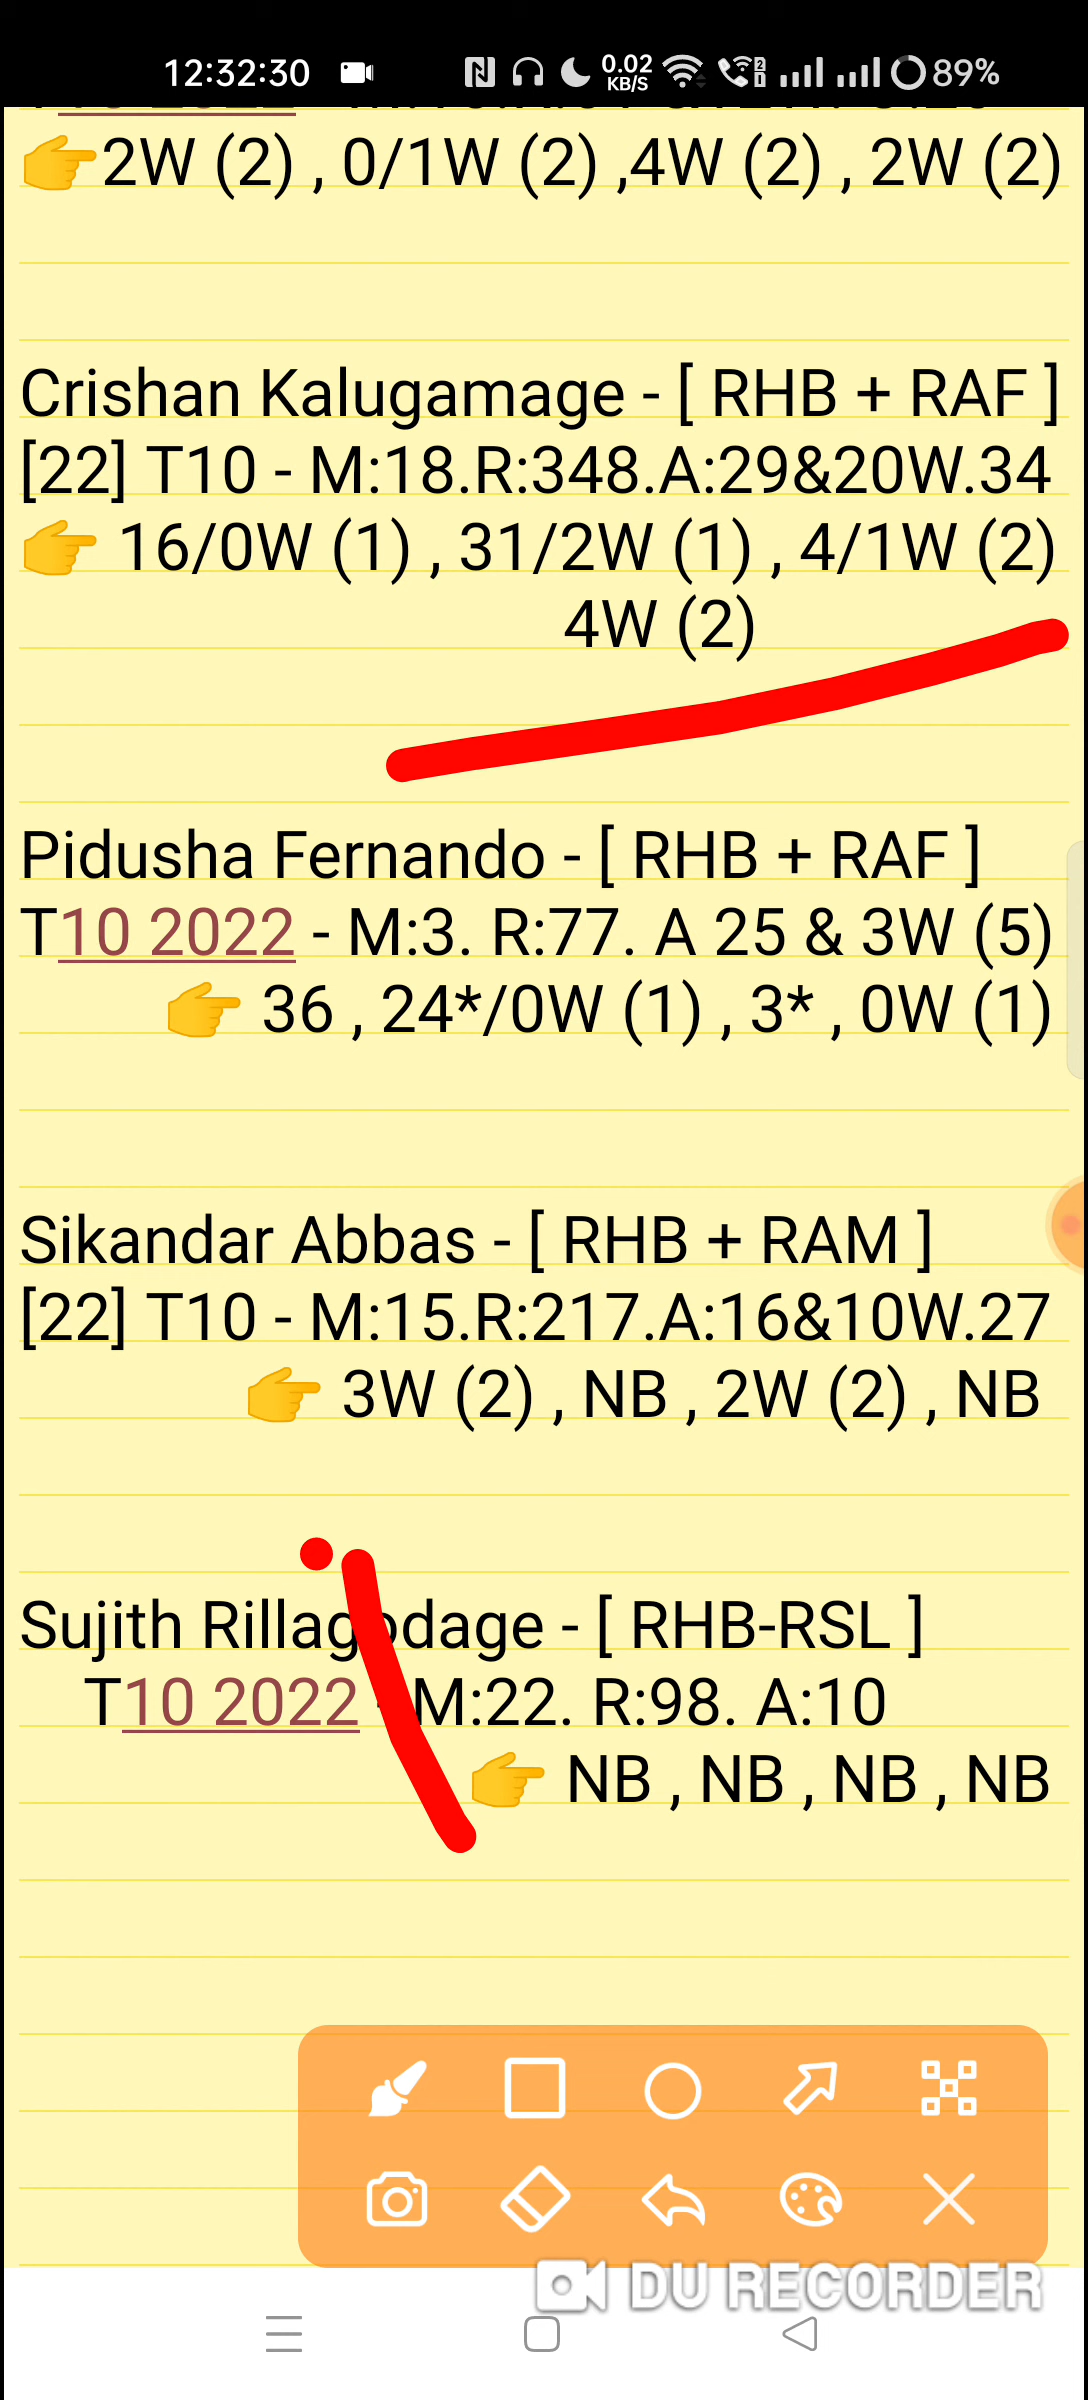 12:32:30 0.02 KB/S 2 1 89%
👉2W (2) , 0/1W (2) ,4W (2) , 2W (2)
Crishan Kalugamage - [ RHB + RAF ]
[22] T10 - M:18.R:348.A:29&20W.34
👉 16/0W (1) , 31/2W (1) , 4/1W (2)
4W (2)
Pidusha Fernando - [ RHB + RAF ]
T10 2022 - M:3. R:77. A 25 & 3W (5)
👉 36 , 24*/0W (1) , 3* , 0W (1)
Sikandar Abbas - [ RHB + RAM ]
[22] T10 - M:15.R:217.A:16&10W.27
👉 3W (2) , NB , 2W (2) , NB
Sujith Rillagodage - [ RHB-RSL ]
T10 2022 - M:22. R:98. A:10
👉 NB , NB , NB , NB
DU RECORDER